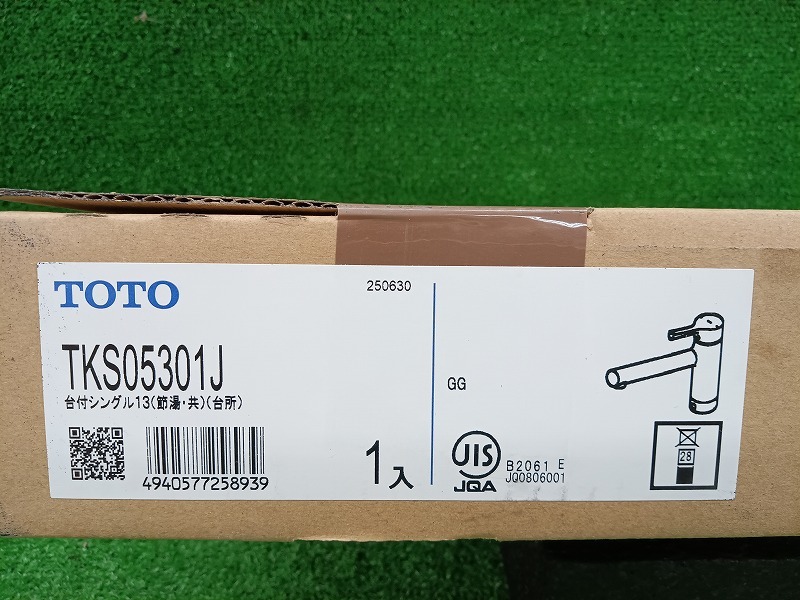 TOTO
250630
TKS05301J
台付シングル13(節湯・共)(台所)
4940577258939
1入
GG
JIS
JQA
B2061 E
JQ0806001
28